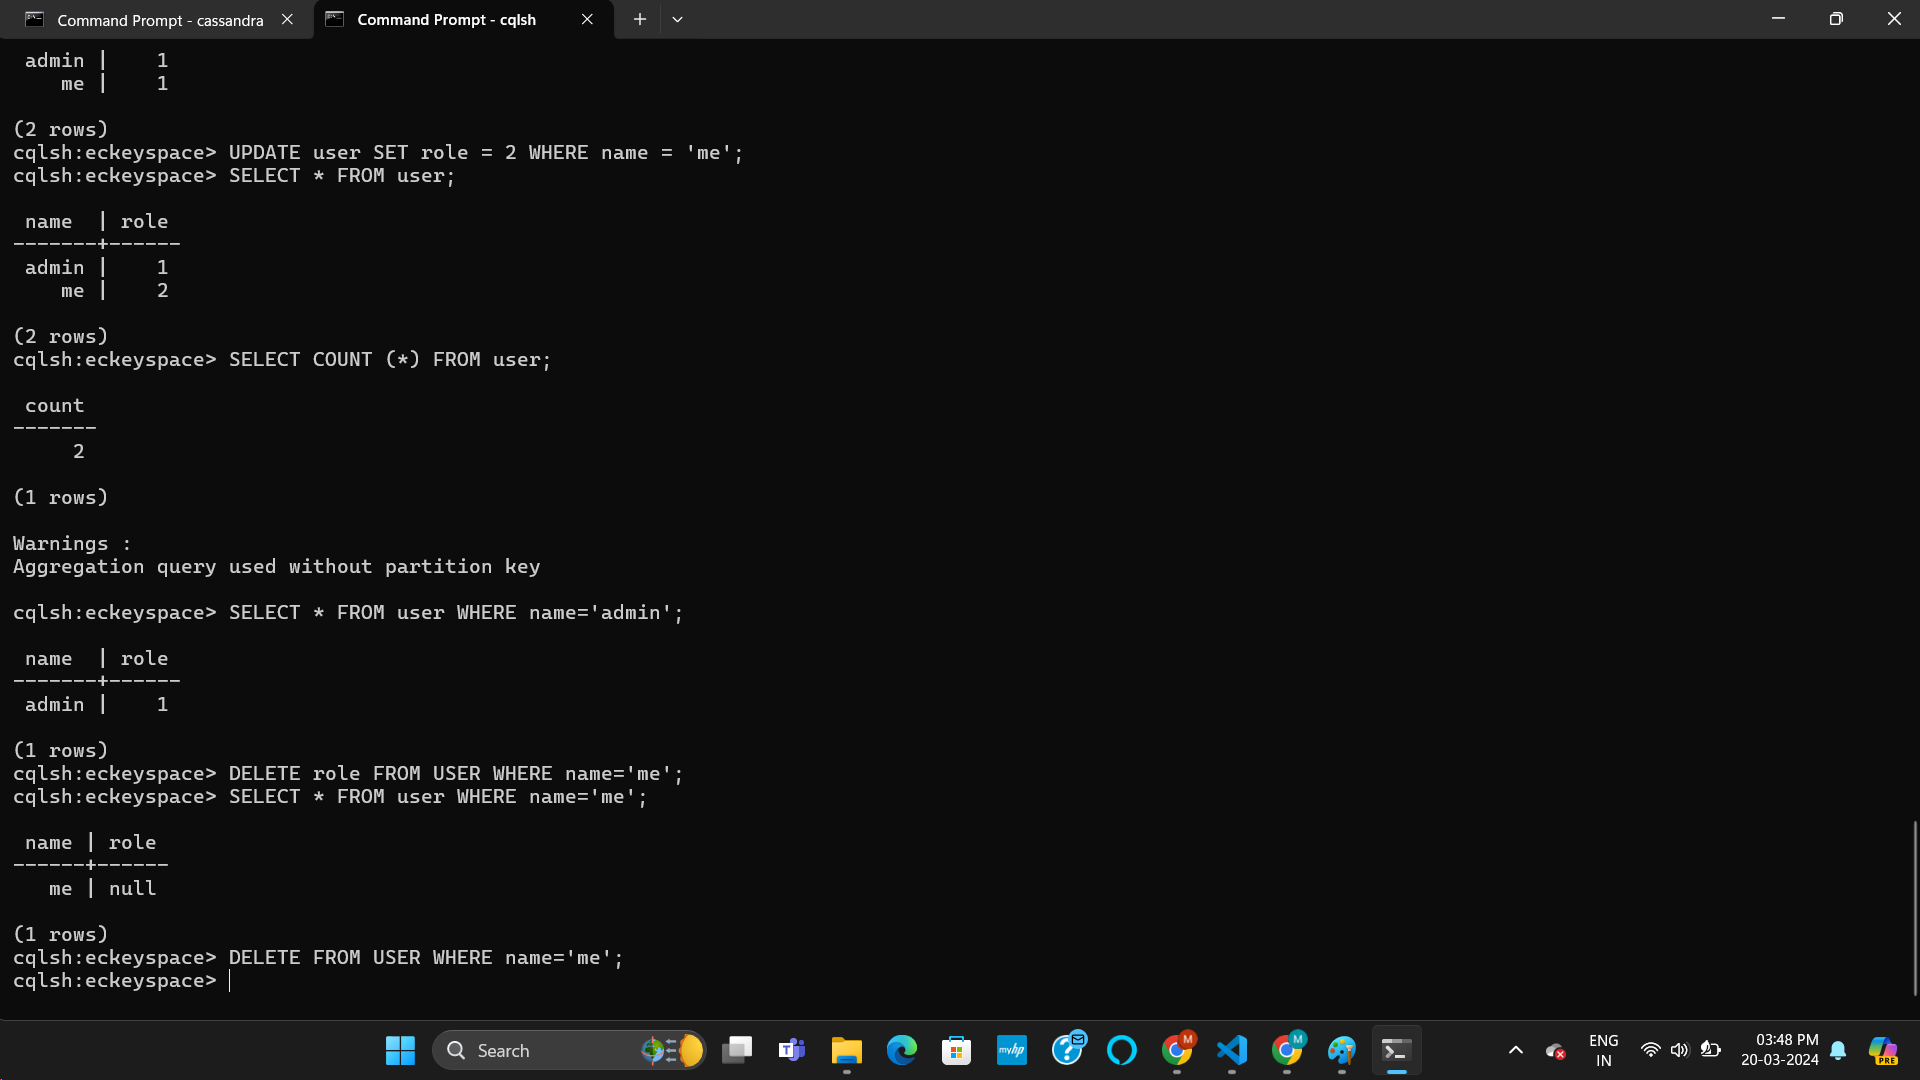 Command Prompt - cassandra
Command Prompt - cqlsh
admin | 1
me | 1
(2 rows)
cqlsh:eckeyspace> UPDATE user SET role = 2 WHERE name = 'me';
cqlsh:eckeyspace> SELECT * FROM user;
name | role
-------+------
admin | 1
me | 2
(2 rows)
cqlsh:eckeyspace> SELECT COUNT (*) FROM user;
count
-------
2
(1 rows)
Warnings :
Aggregation query used without partition key
cqlsh:eckeyspace> SELECT * FROM user WHERE name='admin';
name | role
-------+------
admin | 1
(1 rows)
cqlsh:eckeyspace> DELETE role FROM USER WHERE name='me';
cqlsh:eckeyspace> SELECT * FROM user WHERE name='me';
name | role
------+------
me | null
(1 rows)
cqlsh:eckeyspace> DELETE FROM USER WHERE name='me';
cqlsh:eckeyspace>
Search
myhp
M
M
ENG
IN
03:48 PM
20-03-2024
PRE